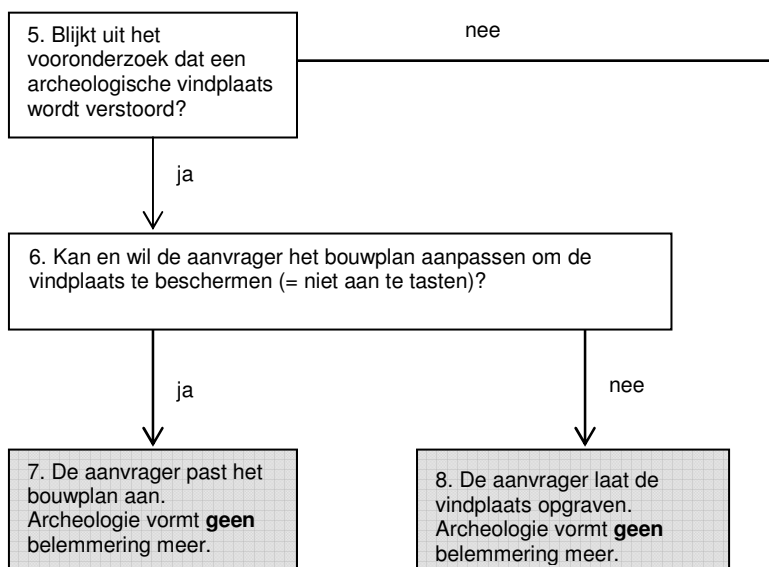 5. Blijkt uit het
vooronderzoek dat een
archeologische vindplaats
wordt verstoord?
nee
ja
6. Kan en wil de aanvrager het bouwplan aanpassen om de
vindplaats te beschermen (= niet aan te tasten)?
ja
nee
7. De aanvrager past het
bouwplan aan.
Archeologie vormt geen
belemmering meer.
8. De aanvrager laat de
vindplaats opgraven.
Archeologie vormt geen
belemmering meer.